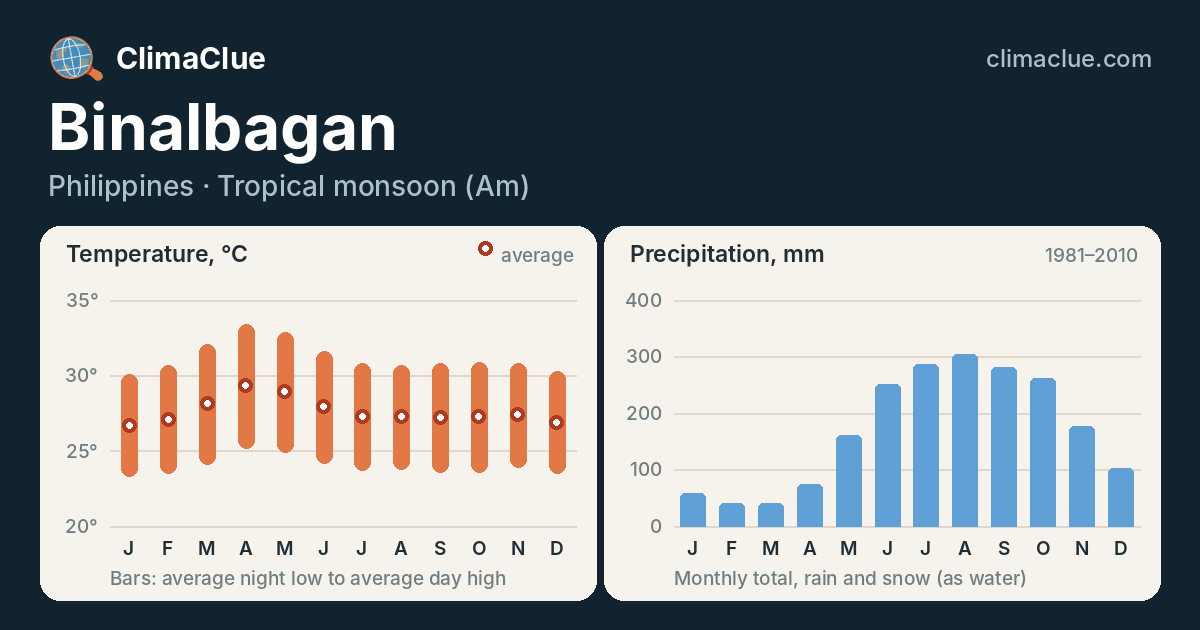 ClimaClue
climaclue.com
Binalbagan
Philippines · Tropical monsoon (Am)
Temperature, °C
average
35°
30°
25°
20°
J F M A M J J A S O N D
Bars: average night low to average day high
Precipitation, mm
1981–2010
400
300
200
100
0
J F M A M J J A S O N D
Monthly total, rain and snow (as water)